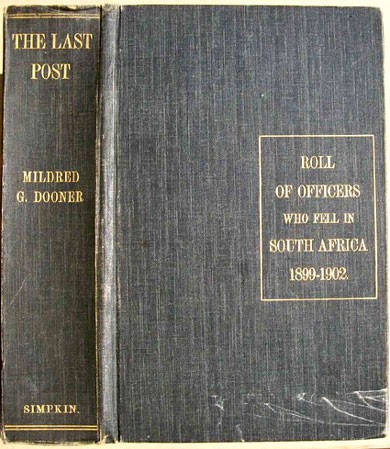 THE LAST
POST
MILDRED
G. DOONER
SIMPKIN.
ROLL
OF OFFICERS
WHO FELL IN
SOUTH AFRICA
1899-1902.